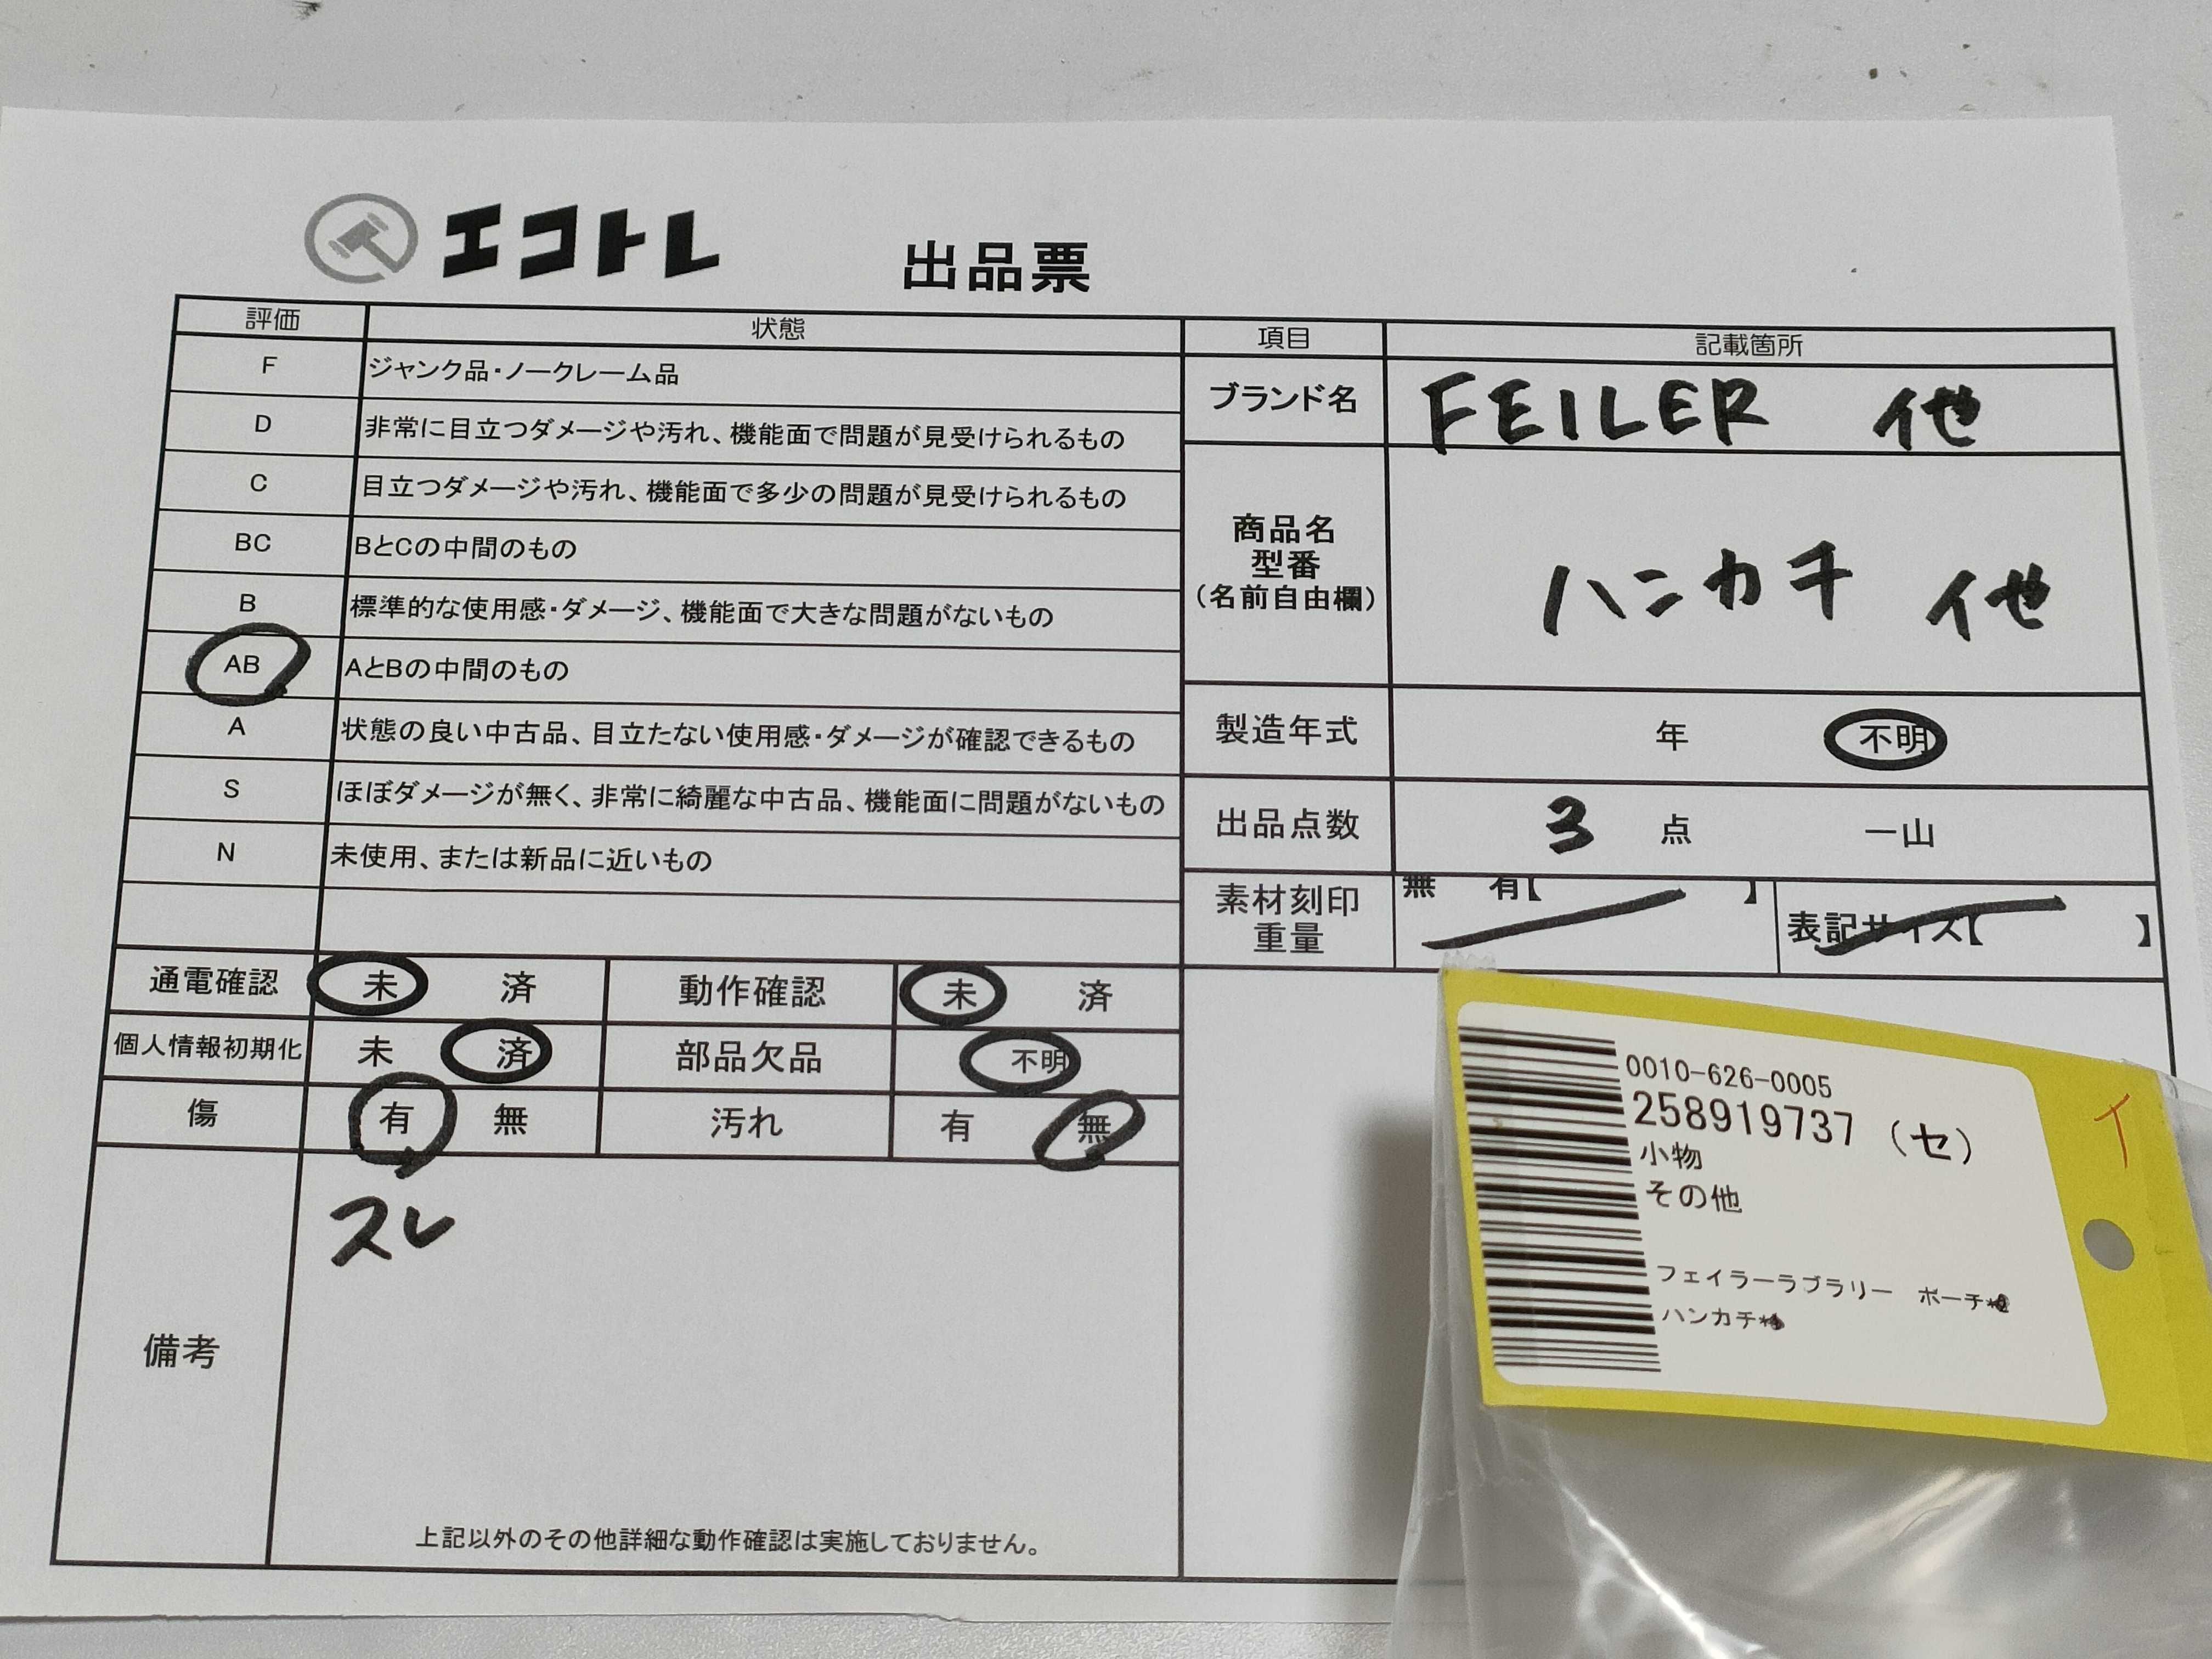 エコトレ 出品票
評価 状態
F ジャンク品・ノークレーム品
D 非常に目立つダメージや汚れ、機能面で問題が見受けられるもの
C 目立つダメージや汚れ、機能面で多少の問題が見受けられるもの
BC BとCの中間のもの
B 標準的な使用感・ダメージ、機能面で大きな問題がないもの
AB AとBの中間のもの
A 状態の良い中古品、目立たない使用感・ダメージが確認できるもの
S ほぼダメージが無く、非常に綺麗な中古品、機能面に問題がないもの
N 未使用、または新品に近いもの
通電確認 未 済 動作確認 未 済
個人情報初期化 未 済 部品欠品 不明
傷 有 無 汚れ 有 無
備考
スレ
上記以外のその他詳細な動作確認は実施しておりません。
項目 記載箇所
ブランド名 FEILER 他
商品名
型番
(名前自由欄)
ハンカチ 他
製造年式 年 不明
出品点数 3 点 一山
素材刻印
重量
無 有【 】 表記サイズ【 】
0010-626-0005
258919737 (セ)
小物
その他
フェイラーラブラリー ポーチ*
ハンカチ*
イ